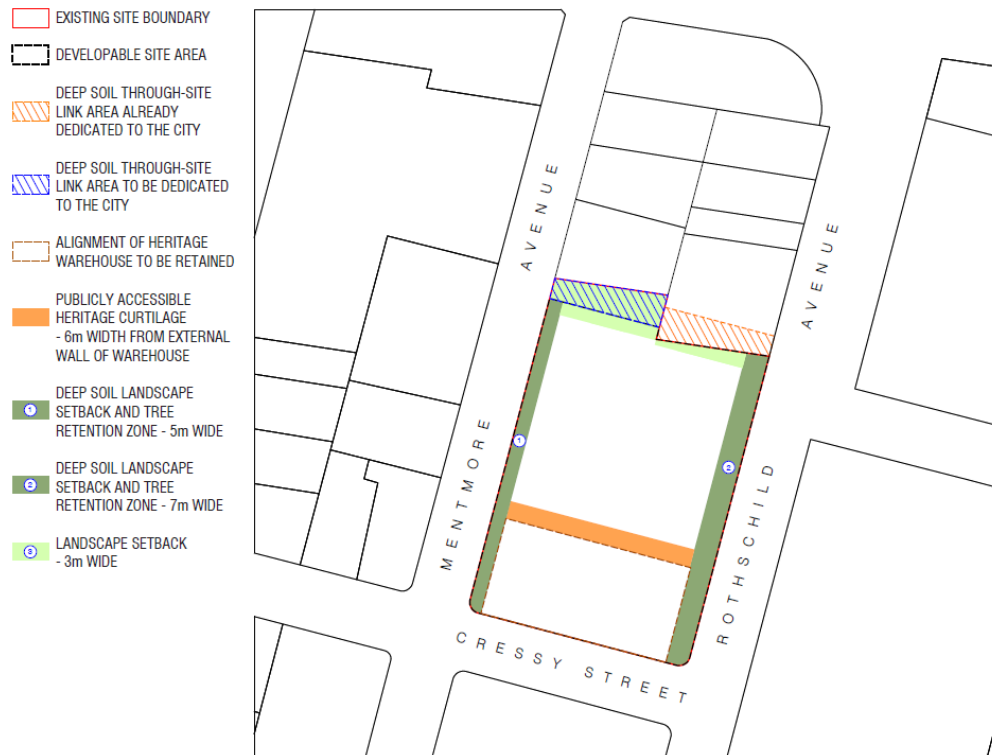 EXISTING SITE BOUNDARY
DEVELOPABLE SITE AREA
DEEP SOIL THROUGH-SITE
LINK AREA ALREADY
DEDICATED TO THE CITY
DEEP SOIL THROUGH-SITE
LINK AREA TO BE DEDICATED
TO THE CITY
ALIGNMENT OF HERITAGE
WAREHOUSE TO BE RETAINED
PUBLICLY ACCESSIBLE
HERITAGE CURTILAGE
- 6m WIDTH FROM EXTERNAL
WALL OF WAREHOUSE
1
DEEP SOIL LANDSCAPE
SETBACK AND TREE
RETENTION ZONE - 5m WIDE
2
DEEP SOIL LANDSCAPE
SETBACK AND TREE
RETENTION ZONE - 7m WIDE
3
LANDSCAPE SETBACK
- 3m WIDE
MENTMORE AVENUE
1
2
ROTHSCHILD AVENUE
CRESSY STREET